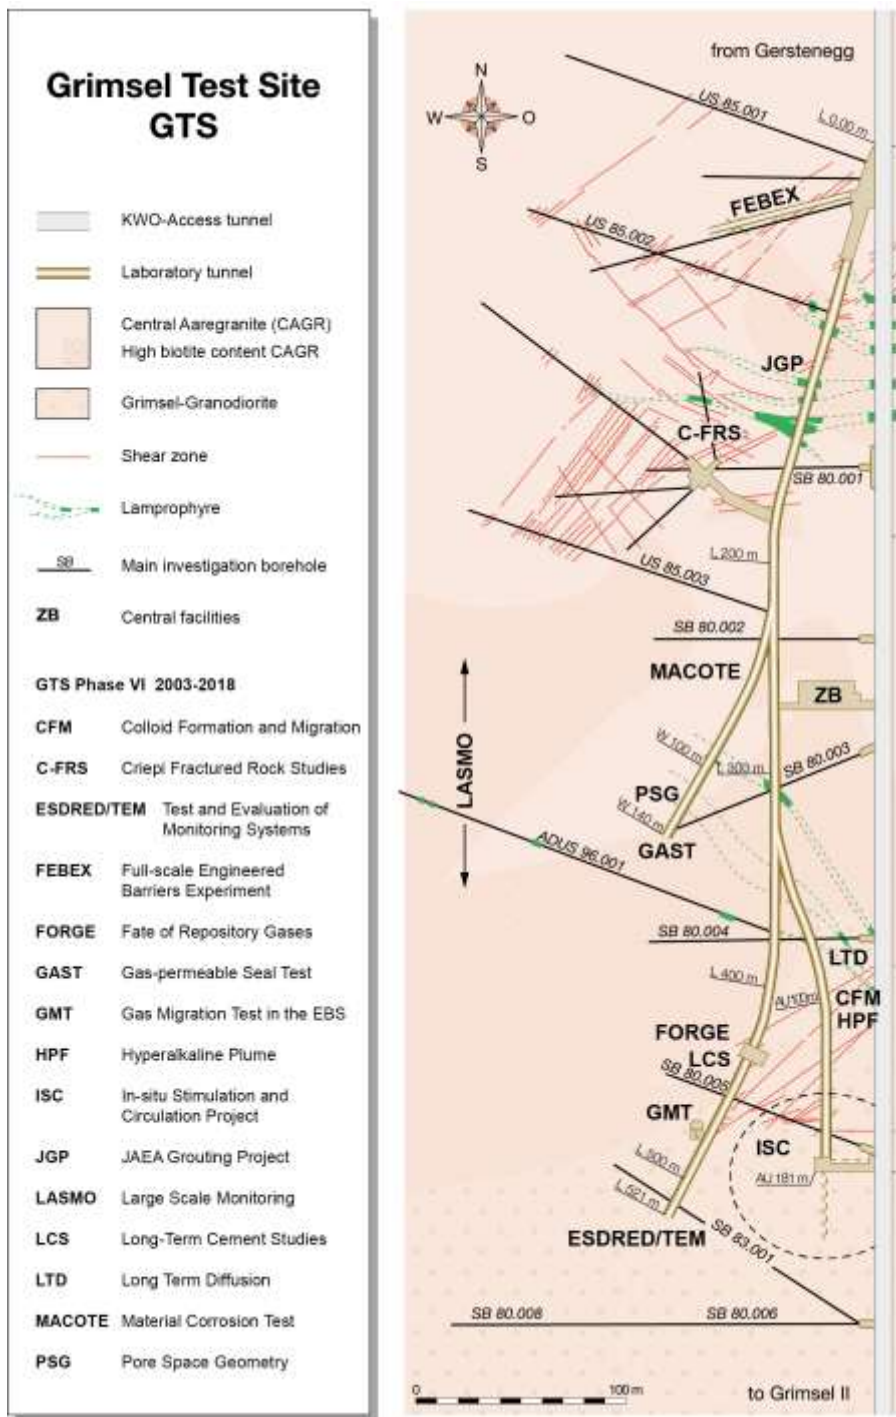 Grimsel Test Site
GTS
KWO-Access tunnel
Laboratory tunnel
Central Aaregranite (CAGR)
High biotite content CAGR
Grimsel-Granodiorite
Shear zone
Lamprophyre
SB Main investigation borehole
ZB Central facilities
GTS Phase VI 2003-2018
CFM Colloid Formation and Migration
C-FRS Criepi Fractured Rock Studies
ESDRED/TEM Test and Evaluation of
Monitoring Systems
FEBEX Full-scale Engineered
Barriers Experiment
FORGE Fate of Repository Gases
GAST Gas-permeable Seal Test
GMT Gas Migration Test in the EBS
HPF Hyperalkaline Plume
ISC In-situ Stimulation and
Circulation Project
JGP JAEA Grouting Project
LASMO Large Scale Monitoring
LCS Long-Term Cement Studies
LTD Long Term Diffusion
MACOTE Material Corrosion Test
PSG Pore Space Geometry
from Gerstenegg
N
W O
S
US 85.001
L 0.00 m
FEBEX
US 85.002
JGP
C-FRS
SB 80.001
L 200 m
US 85.003
SB 80.002
MACOTE
ZB
W 100 m
L 300 m
SB 80.003
LASMO
PSG
W 140 m
GAST
ADUS 96.001
SB 80.004
LTD
L 400 m
AU 100 m
CFM
HPF
FORGE
LCS
SB 80.005
GMT
ISC
L 500 m
AU 181 m
L 521 m
ESDRED/TEM
SB 83.001
SB 80.008
SB 80.006
0 100 m
to Grimsel II